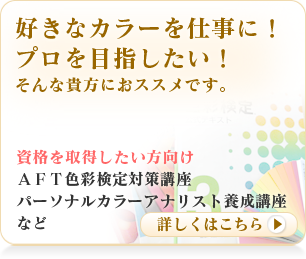 好きなカラーを仕事に！
プロを目指したい！
そんな貴方におススメです。
資格を取得したい方向け
ＡＦＴ色彩検定対策講座
パーソナルカラーアナリスト養成講座
など
詳しくはこちら